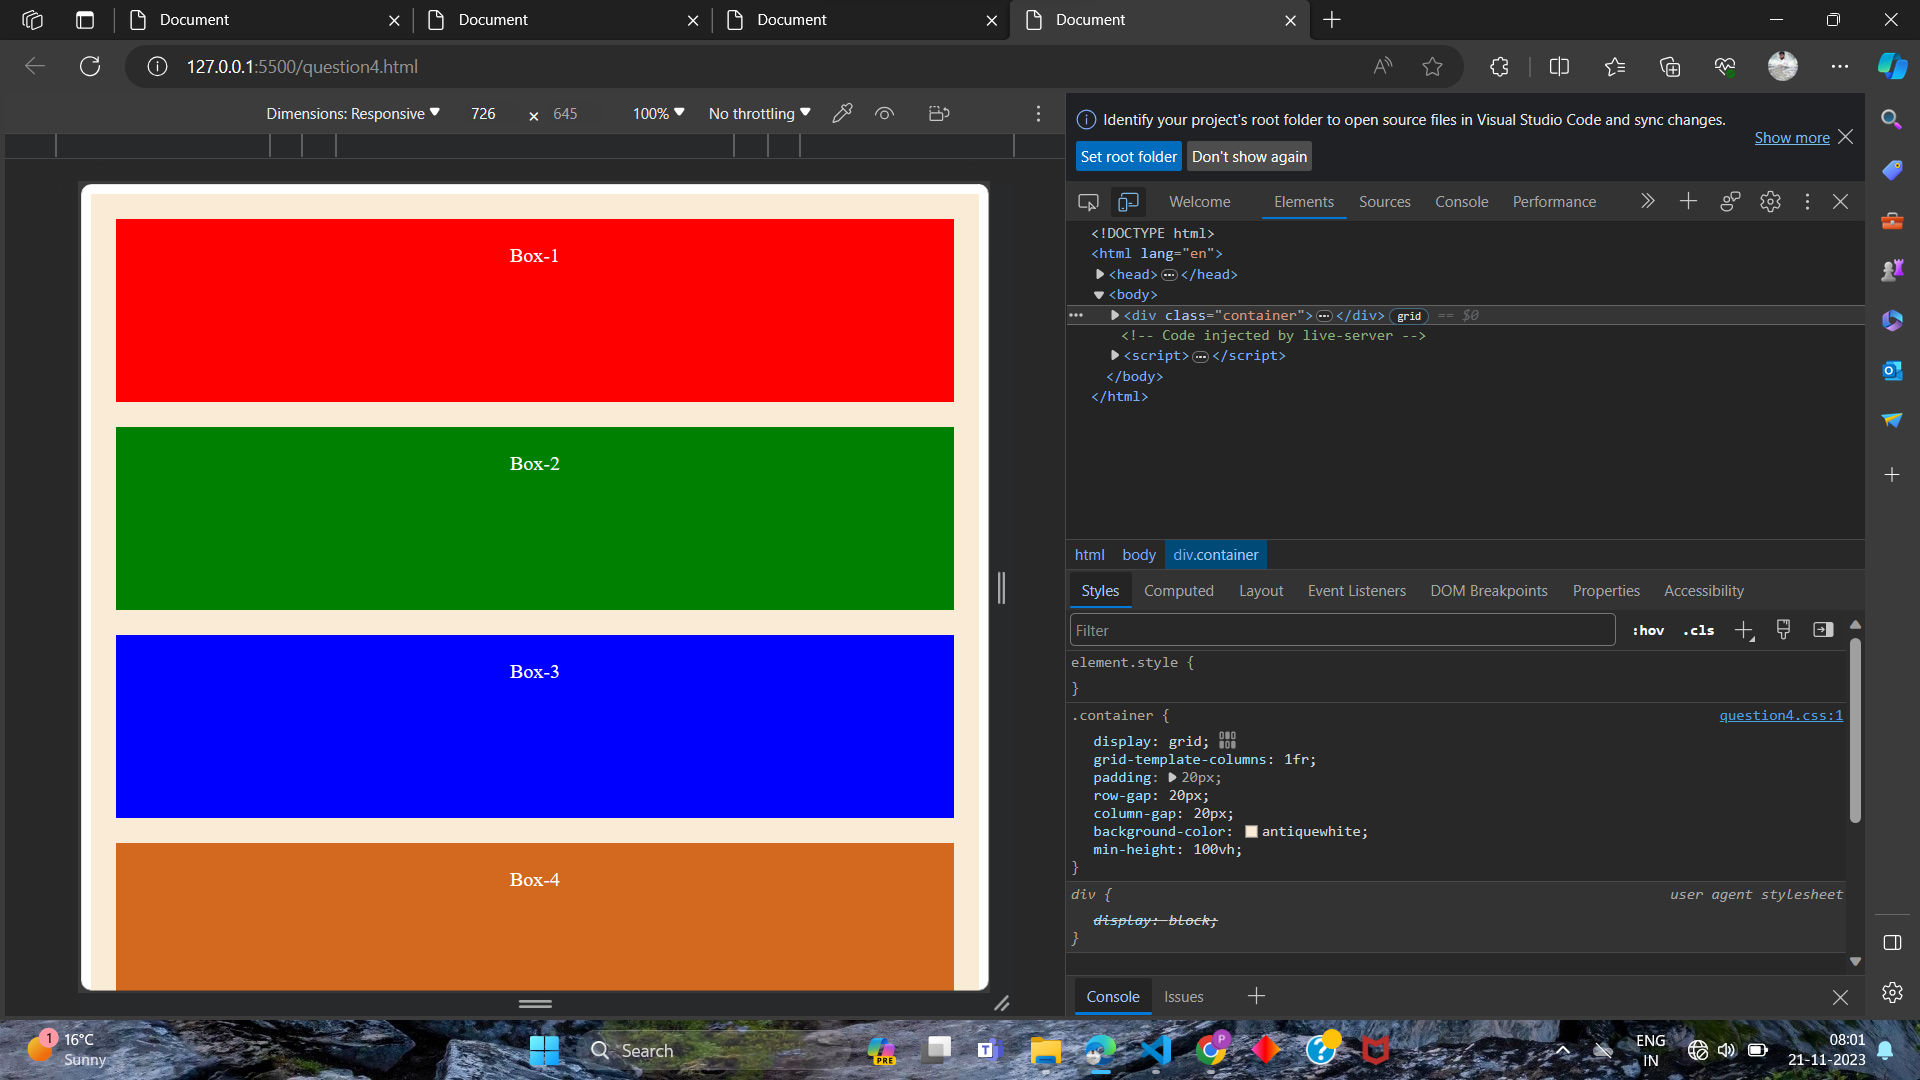 Document
Document
Document
Document
127.0.0.1:5500/question4.html
Dimensions: Responsive 726 × 645 100% No throttling
Box-1
Box-2
Box-3
Box-4
Identify your project's root folder to open source files in Visual Studio Code and sync changes.
Set root folder Don't show again
Show more
Welcome Elements Sources Console Performance
<!DOCTYPE html>
<html lang="en">
<head> ⋯ </head>
<body>
<div class="container"> ⋯ </div> grid == $0
<!-- Code injected by live-server -->
<script> ⋯ </script>
</body>
</html>
html body div.container
Styles Computed Layout Event Listeners DOM Breakpoints Properties Accessibility
Filter :hov .cls
element.style {
}
.container { question4.css:1
display: grid;
grid-template-columns: 1fr;
padding: 20px;
row-gap: 20px;
column-gap: 20px;
background-color: antiquewhite;
min-height: 100vh;
}
div { user agent stylesheet
display: block;
}
Console Issues
1
16°C
Sunny
Search
PRE
T
P
ENG
IN
08:01
21-11-2023